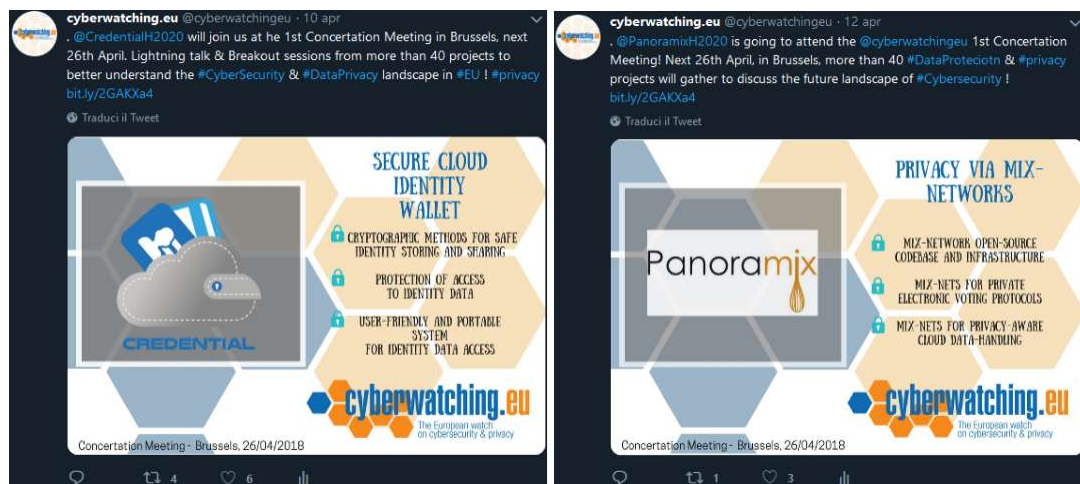 cyberwatching.eu @cyberwatchingeu · 10 apr
. @CredentialH2020 will join us at he 1st Concertation Meeting in Brussels, next
26th April. Lightning talk & Breakout sessions from more than 40 projects to
better understand the #CyberSecurity & #DataPrivacy landscape in #EU ! #privacy
bit.ly/2GAKXa4
Traduci il Tweet
SECURE CLOUD
IDENTITY
WALLET
CRYPTOGRAPHIC METHODS FOR SAFE
IDENTITY STORING AND SHARING
PROTECTION OF ACCESS
TO IDENTITY DATA
USER-FRIENDLY AND PORTABLE
SYSTEM
FOR IDENTITY DATA ACCESS
CREDENTIAL
cyberwatching.eu
The European watch
on cybersecurity & privacy
Concertation Meeting - Brussels, 26/04/2018
4 6
cyberwatching.eu @cyberwatchingeu · 12 apr
. @PanoramixH2020 is going to attend the @cyberwatchingeu 1st Concertation
Meeting! Next 26th April, in Brussels, more than 40 #DataProteciotn & #privacy
projects will gather to discuss the future landscape of #Cybersecurity !
bit.ly/2GAKXa4
Traduci il Tweet
PRIVACY VIA MIX-
NETWORKS
Panoramix
MIX-NETWORK OPEN-SOURCE
CODEBASE AND INFRASTRUCTURE
MIX-NETS FOR PRIVATE
ELECTRONIC VOTING PROTOCOLS
MIX-NETS FOR PRIVACY-AWARE
CLOUD DATA-HANDLING
cyberwatching.eu
The European watch
on cybersecurity & privacy
Concertation Meeting - Brussels, 26/04/2018
1 3